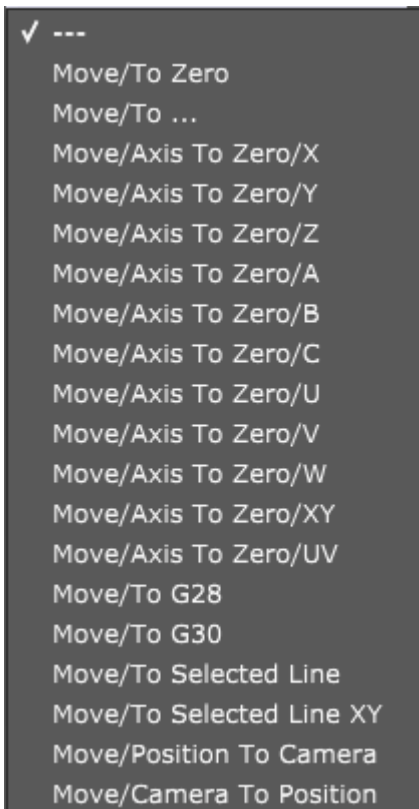 ✓ ---
Move/To Zero
Move/To ...
Move/Axis To Zero/X
Move/Axis To Zero/Y
Move/Axis To Zero/Z
Move/Axis To Zero/A
Move/Axis To Zero/B
Move/Axis To Zero/C
Move/Axis To Zero/U
Move/Axis To Zero/V
Move/Axis To Zero/W
Move/Axis To Zero/XY
Move/Axis To Zero/UV
Move/To G28
Move/To G30
Move/To Selected Line
Move/To Selected Line XY
Move/Position To Camera
Move/Camera To Position